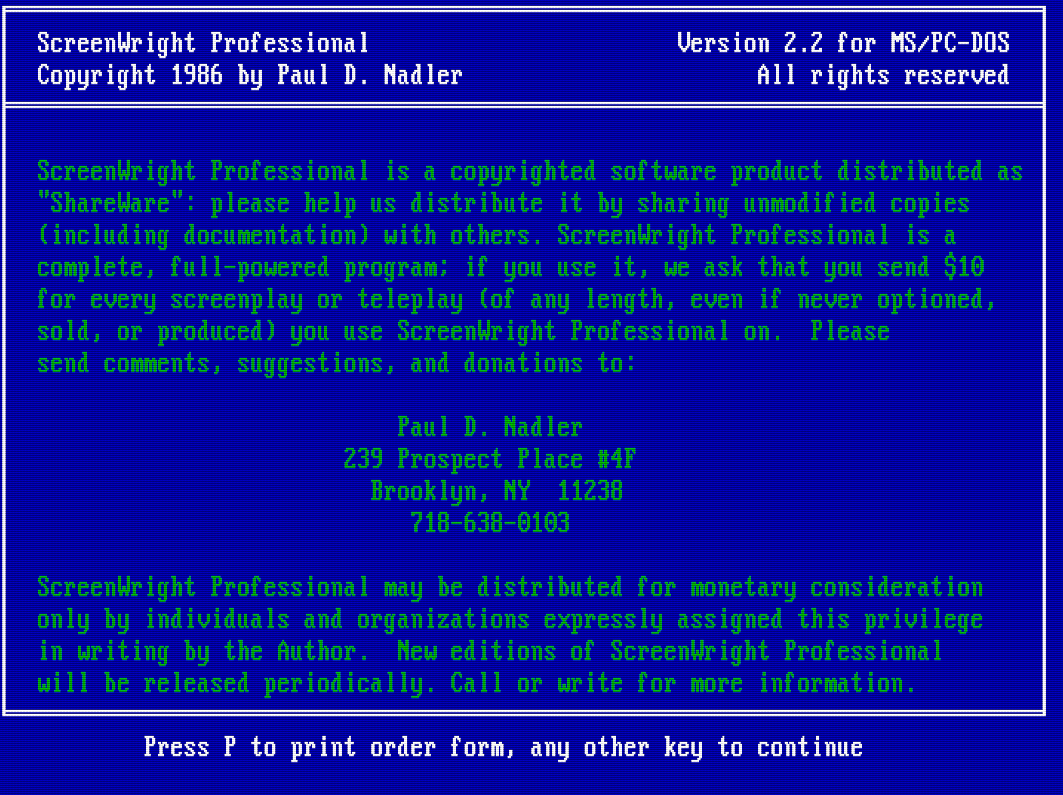 ScreenWright Professional Version 2.2 for MS/PC-DOS
Copyright 1986 by Paul D. Nadler All rights reserved
ScreenWright Professional is a copyrighted software product distributed as
"ShareWare": please help us distribute it by sharing unmodified copies
(including documentation) with others. ScreenWright Professional is a
complete, full-powered program; if you use it, we ask that you send $10
for every screenplay or teleplay (of any length, even if never optioned,
sold, or produced) you use ScreenWright Professional on. Please
send comments, suggestions, and donations to:
Paul D. Nadler
239 Prospect Place #4F
Brooklyn, NY 11238
718-638-0103
ScreenWright Professional may be distributed for monetary consideration
only by individuals and organizations expressly assigned this privilege
in writing by the Author. New editions of ScreenWright Professional
will be released periodically. Call or write for more information.
Press P to print order form, any other key to continue